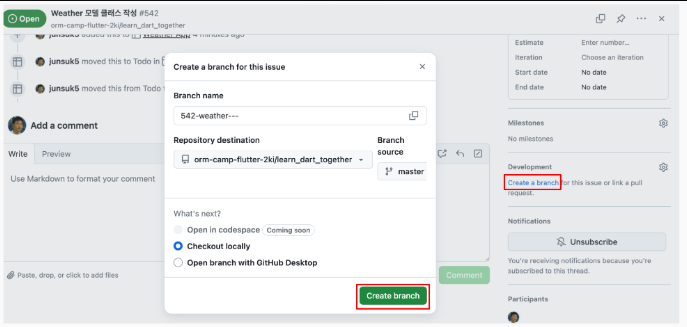 Open
Weather 모델 클래스 작성 #542
orm-camp-flutter-2ki/learn_dart_together
junsuk5 added this to Weather App 4 minutes ago
junsuk5 moved this to Todo in
junsuk5 moved this from Todo
Add a comment
Write Preview
Use Markdown to format your comment
Paste, drop, or click to add files
Comment
Create a branch for this issue
Branch name
542-weather---
Repository destination
orm-camp-flutter-2ki/learn_dart_together
Branch source
master
What's next?
Open in codespace Coming soon
Checkout locally
Open branch with GitHub Desktop
Create branch
Estimate Enter number...
Iteration Choose an iteration
Start date No date
End date No date
Milestones
No milestones
Development
Create a branch for this issue or link a pull
request.
Notifications
Unsubscribe
You're receiving notifications because you're
subscribed to this thread.
Participants